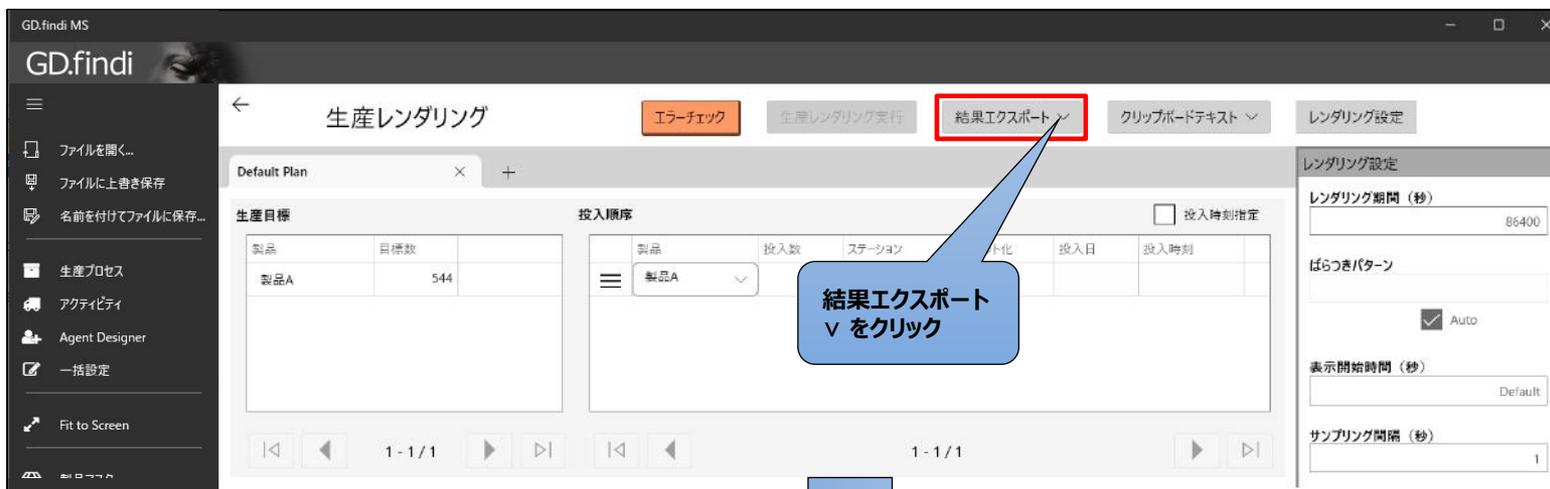 GD.findi MS
GD.findi
生産レンダリング
エラーチェック
生産レンダリング実行
結果エクスポート
クリップボードテキスト
レンダリング設定
ファイルを開く...
ファイルに上書き保存
名前を付けてファイルに保存...
生産プロセス
アクティビティ
Agent Designer
一括設定
Fit to Screen
Default Plan
生産目標
製品 目標数
製品A 544
1 - 1 / 1
投入順序
投入時刻指定
製品 投入数 ステーション ト化 投入日 投入時刻
製品A
1 - 1 / 1
結果エクスポート
∨ をクリック
レンダリング設定
レンダリング期間（秒）
86400
ばらつきパターン
Auto
表示開始時間（秒）
Default
サンプリング間隔（秒）
1